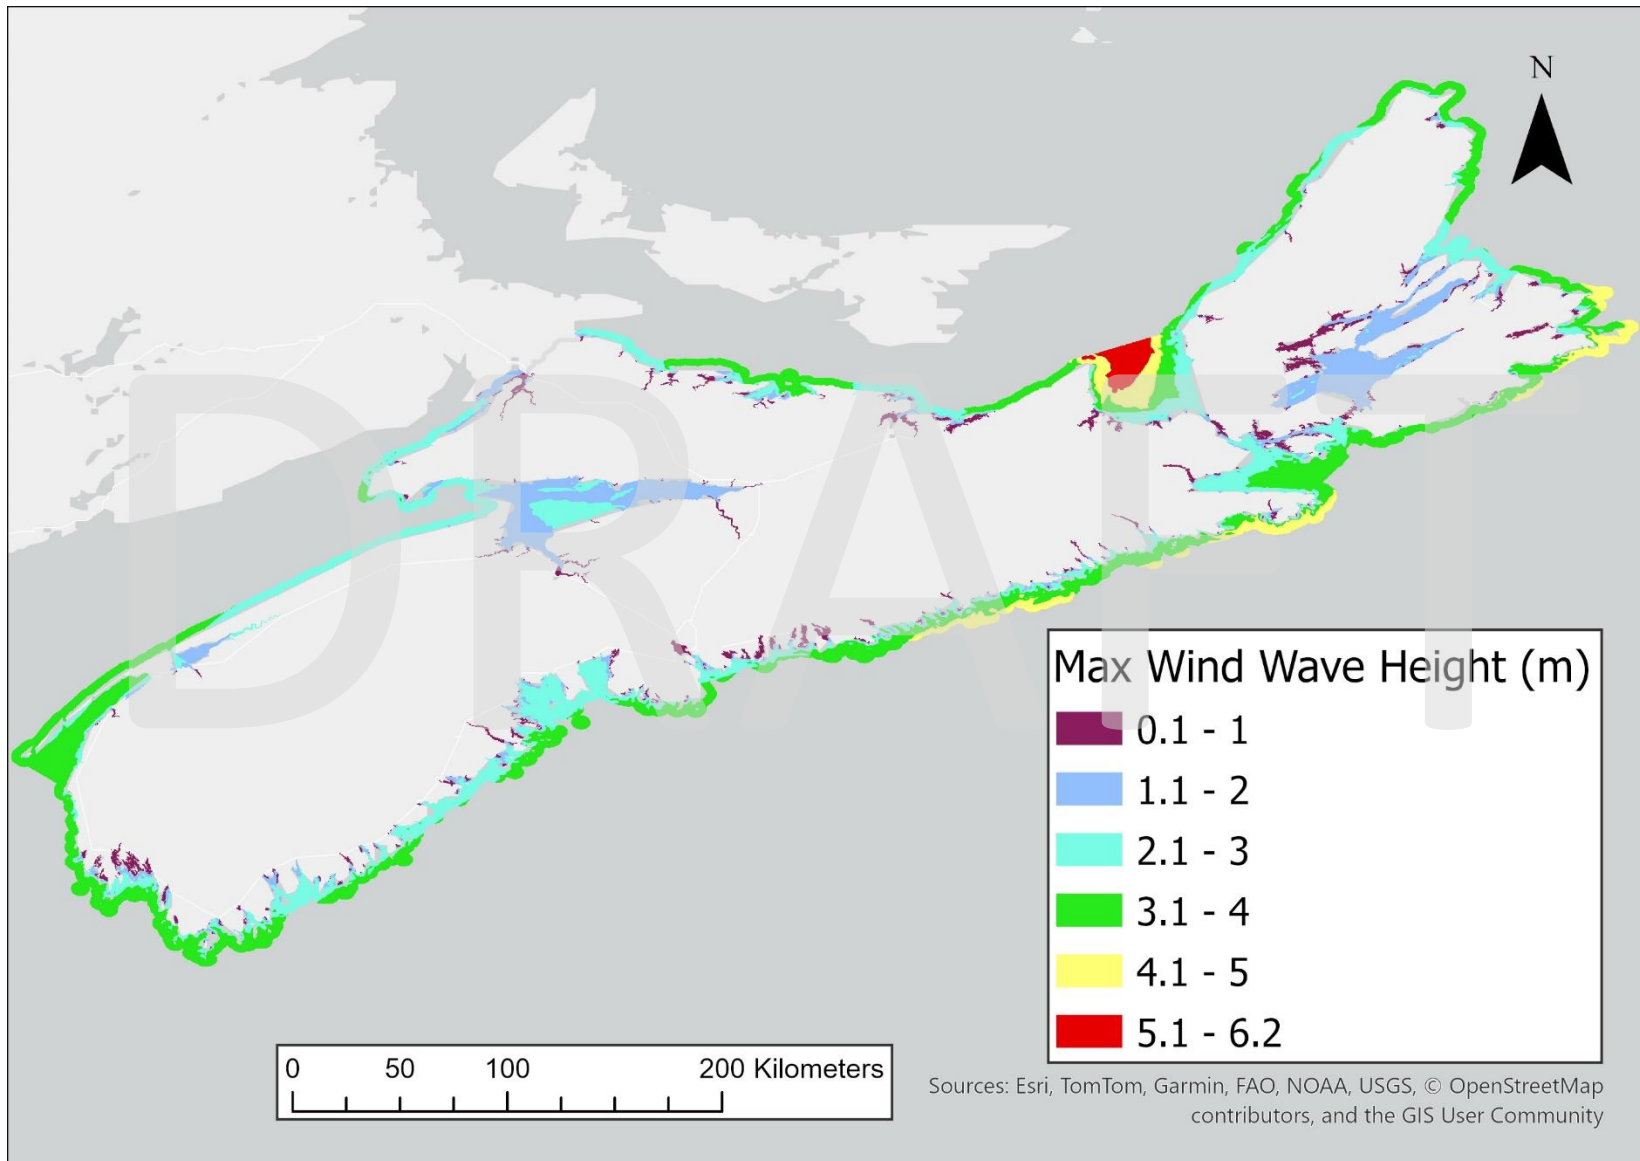 N
DRAFT
Max Wind Wave Height (m)
0.1 - 1
1.1 - 2
2.1 - 3
3.1 - 4
4.1 - 5
5.1 - 6.2
0 50 100 200 Kilometers
Sources: Esri, TomTom, Garmin, FAO, NOAA, USGS, © OpenStreetMap
contributors, and the GIS User Community